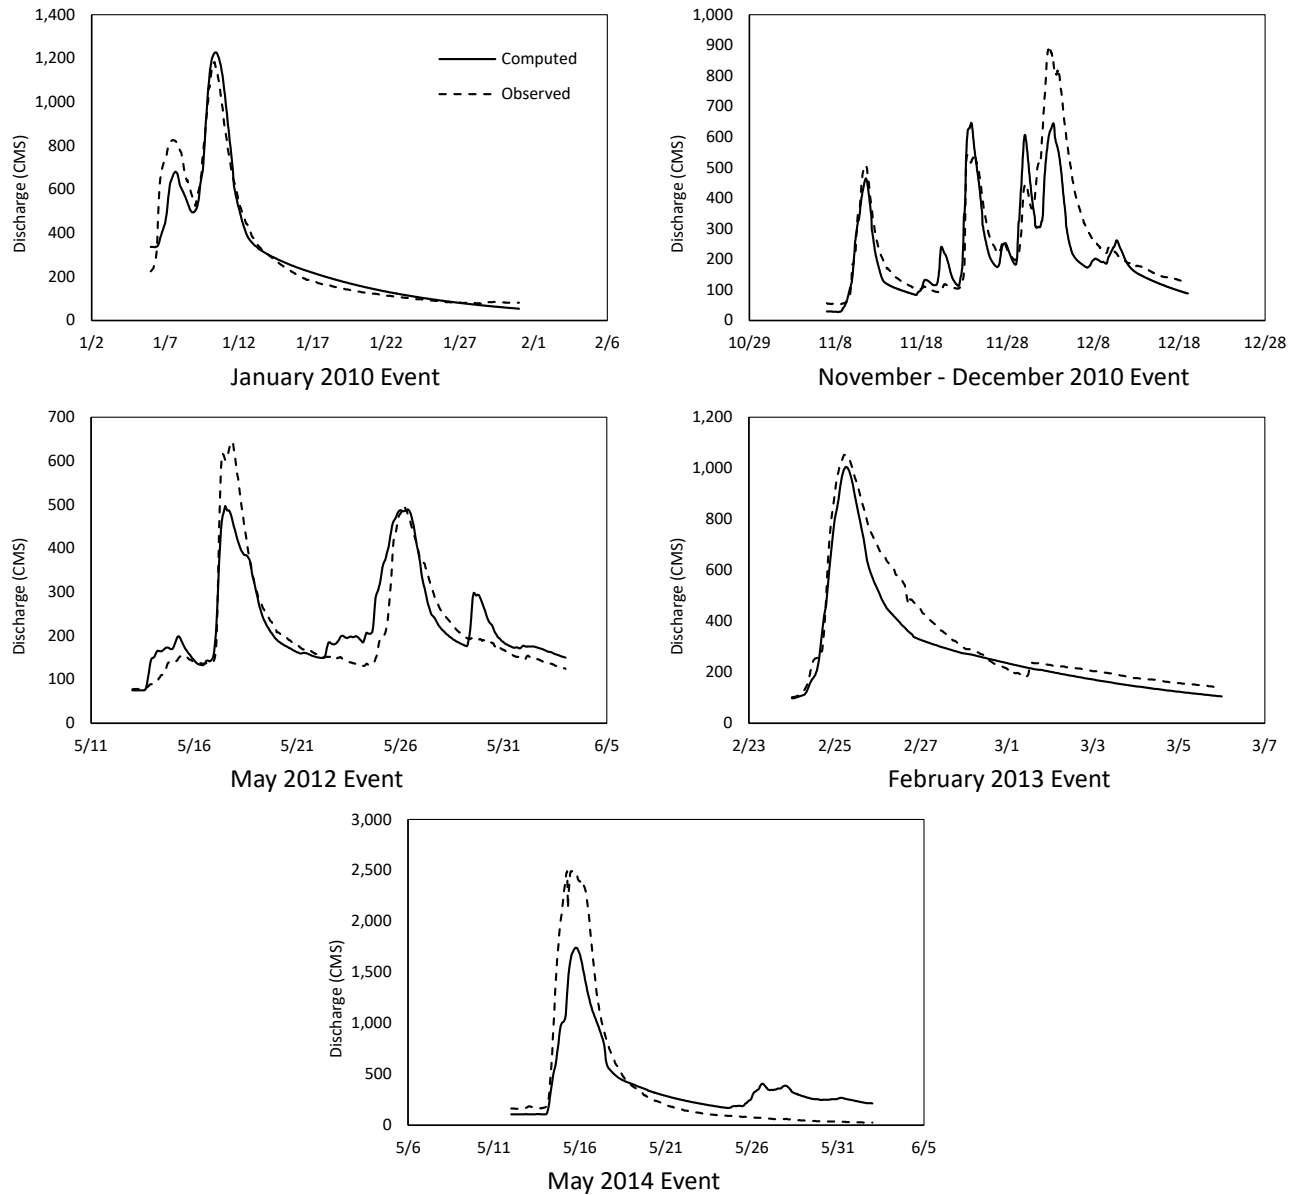 1,400
1,200
1,000
800
600
400
200
0
Discharge (CMS)
Computed
Observed
1/2 1/7 1/12 1/17 1/22 1/27 2/1 2/6
January 2010 Event
1,000
900
800
700
600
500
400
300
200
100
0
Discharge (CMS)
10/29 11/8 11/18 11/28 12/8 12/18 12/28
November - December 2010 Event
700
600
500
400
300
200
100
0
Discharge (CMS)
5/11 5/16 5/21 5/26 5/31 6/5
May 2012 Event
1,200
1,000
800
600
400
200
0
Discharge (CMS)
2/23 2/25 2/27 3/1 3/3 3/5 3/7
February 2013 Event
3,000
2,500
2,000
1,500
1,000
500
0
Discharge (CMS)
5/6 5/11 5/16 5/21 5/26 5/31 6/5
May 2014 Event